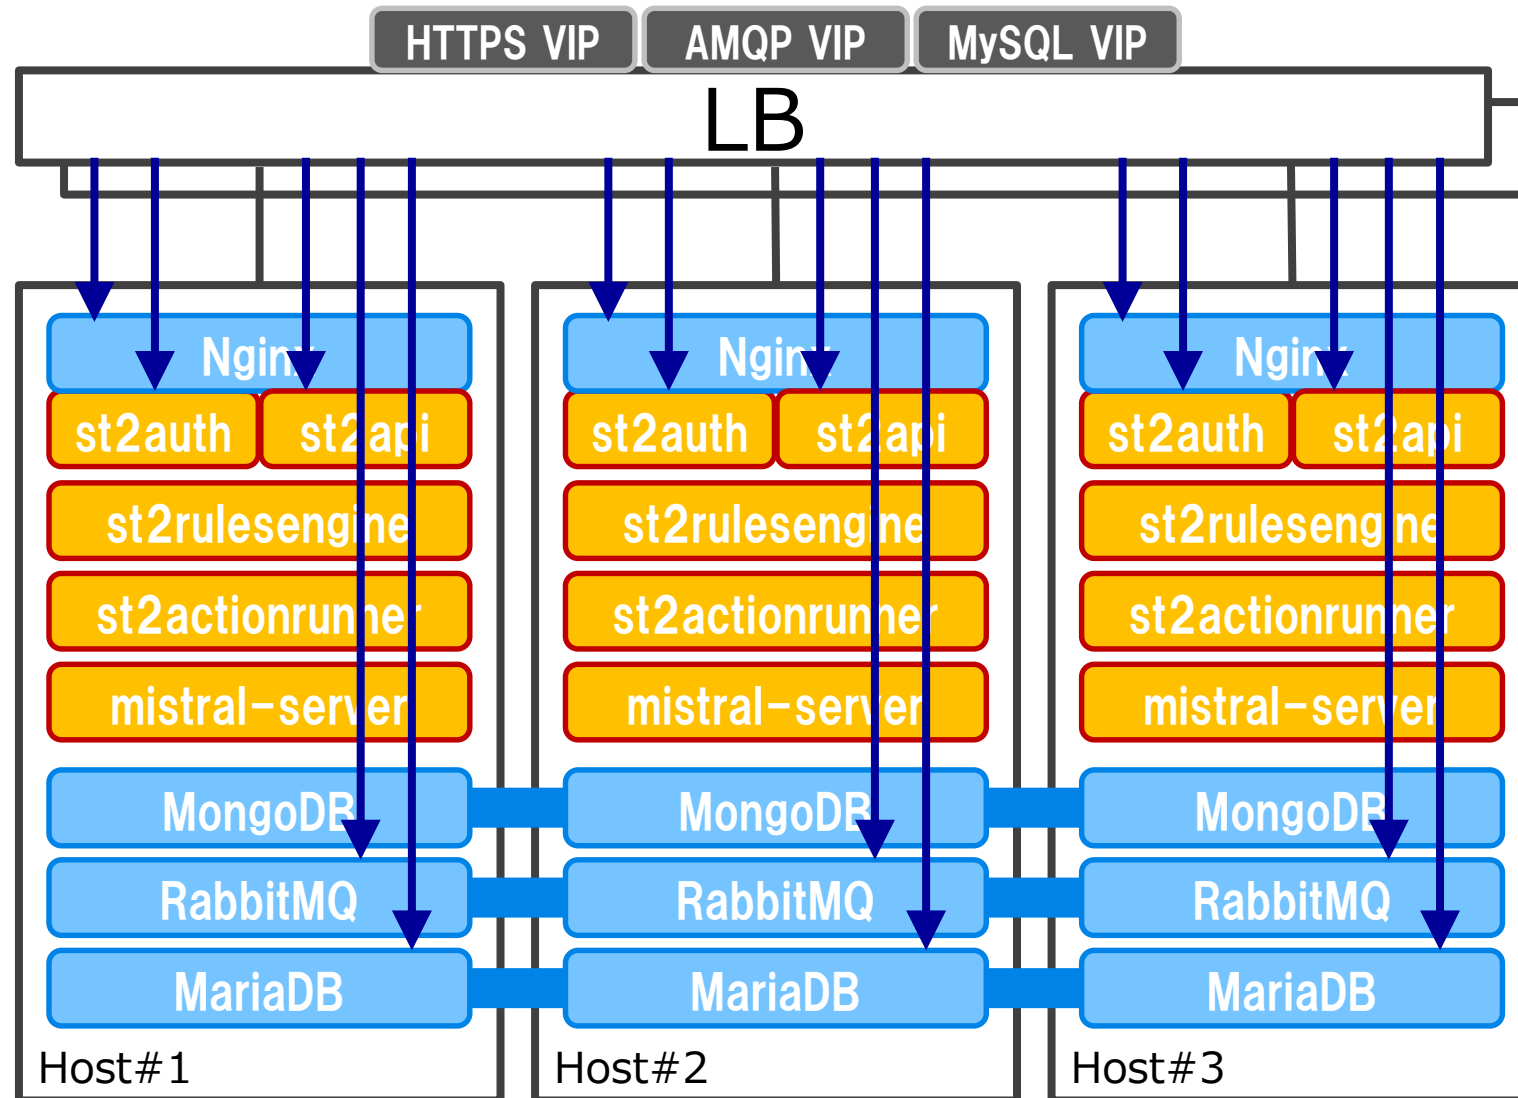 HTTPS VIP AMQP VIP MySQL VIP
LB
Nginx Nginx Nginx
st2auth st2api st2auth st2api st2auth st2api
st2rulesengine st2rulesengine st2rulesengine
st2actionrunner st2actionrunner st2actionrunner
mistral-server mistral-server mistral-server
MongoDB MongoDB MongoDB
RabbitMQ RabbitMQ RabbitMQ
MariaDB MariaDB MariaDB
Host#1 Host#2 Host#3